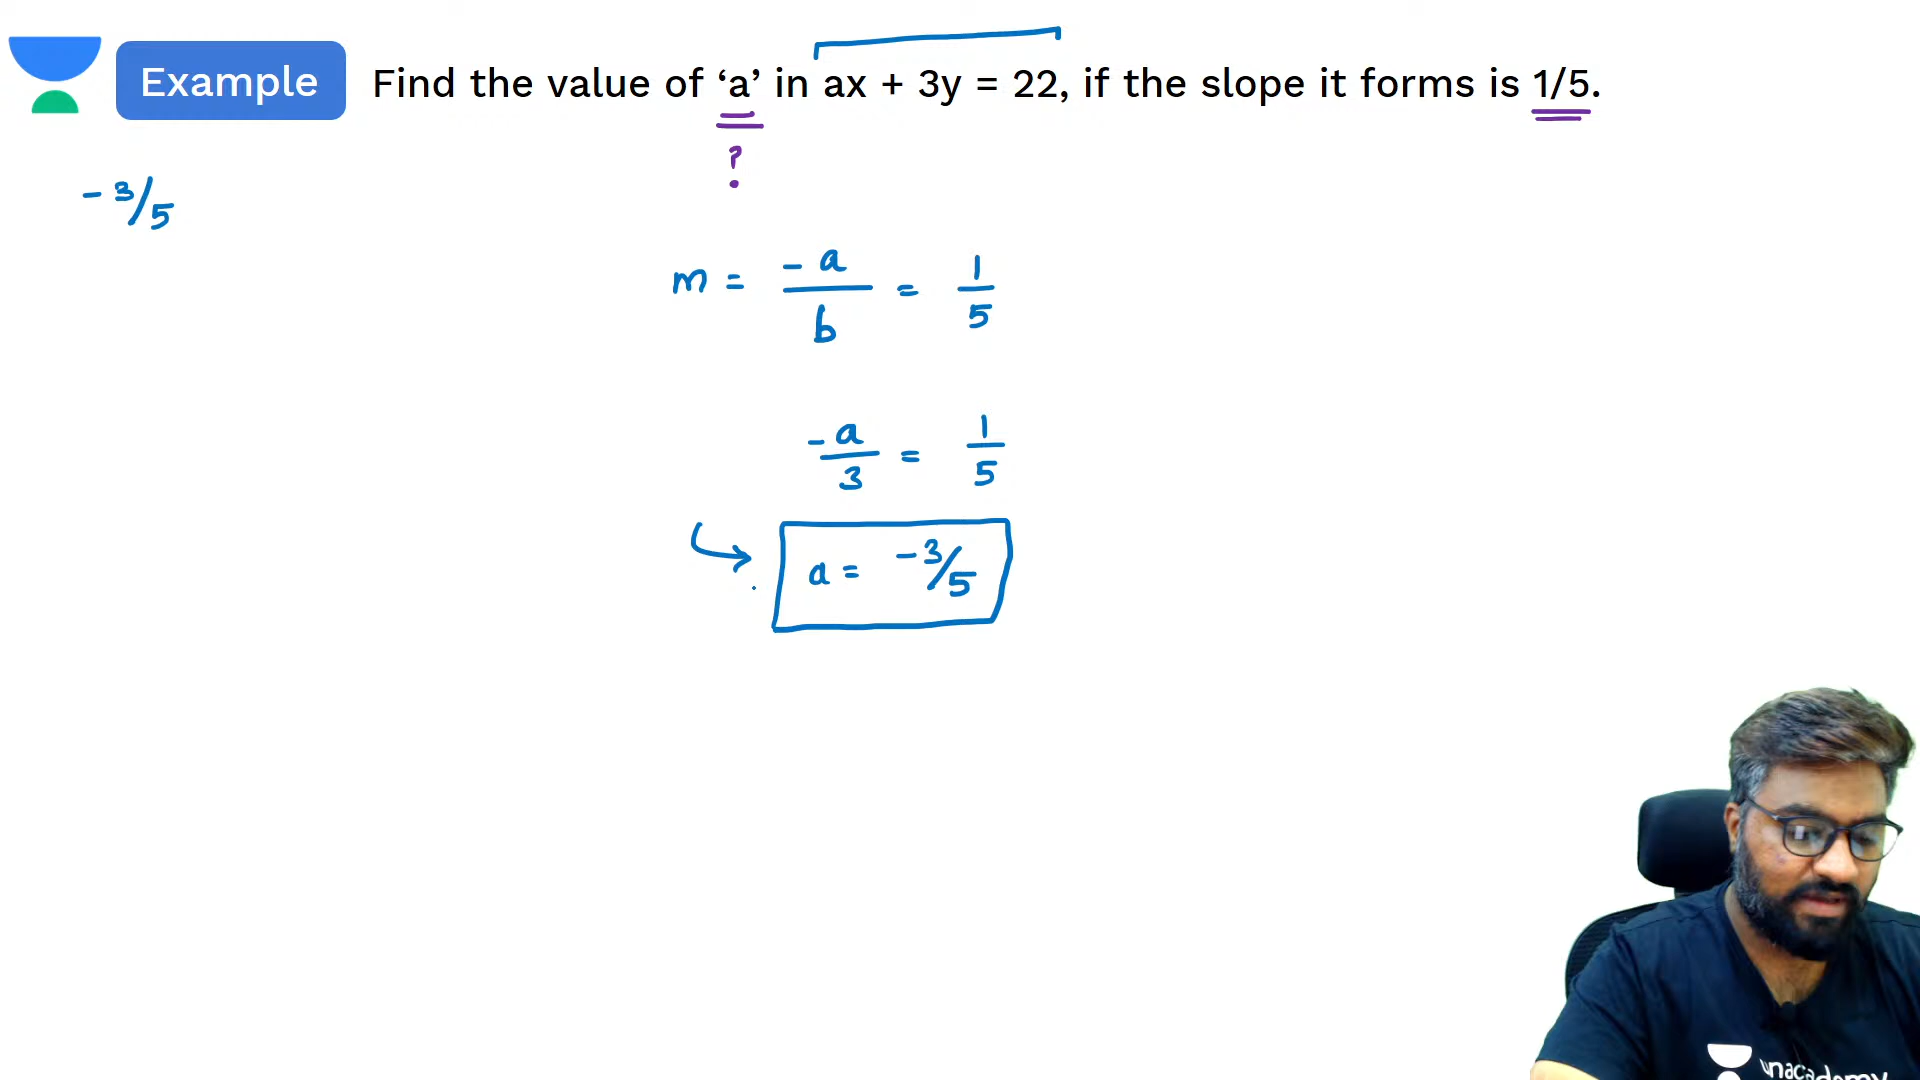 Example Find the value of ‘a’ in ax + 3y = 22, if the slope it forms is 1/5.
?
- 3/5
m = -a/b = 1/5
-a/3 = 1/5
a = -3/5
unacademy